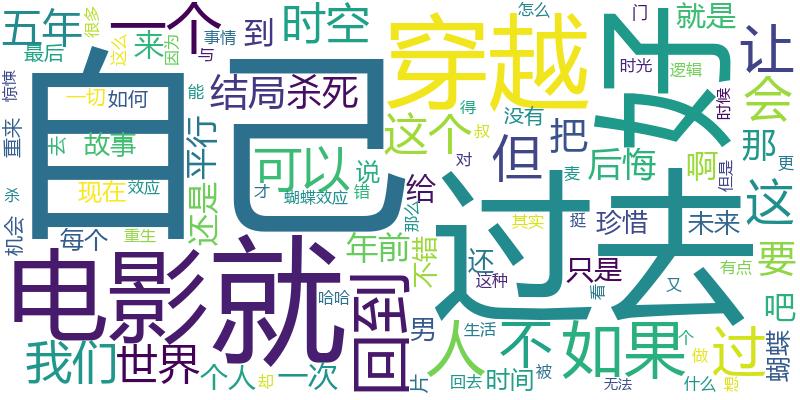 自己
过去
好
就
穿越
电影
回到
如果
人
一个
五年
时空
到
来
最后
很多
这么
因为
与
事情
怎么
门
就是
让
时光
逻辑
时候
会
那
更
这
但是
未来
要
有点
吧
蝴蝶
惊悚
一切
如何
能
结局
杀死
重来
去
故事
平行
现在
效应
还是
杀
机会
每个
重生
可以
说
才
蝴蝶效应
错
这个
给
那么
对
得
叔
没有
但
把
麦
后悔
啊
其实
挺
珍惜
年前
不错
还
这种
只是
看
又
哈哈
男
生活
不
过
个
做
我们
世界
个人
却
一次
片
回去
时间
被
无法
什么